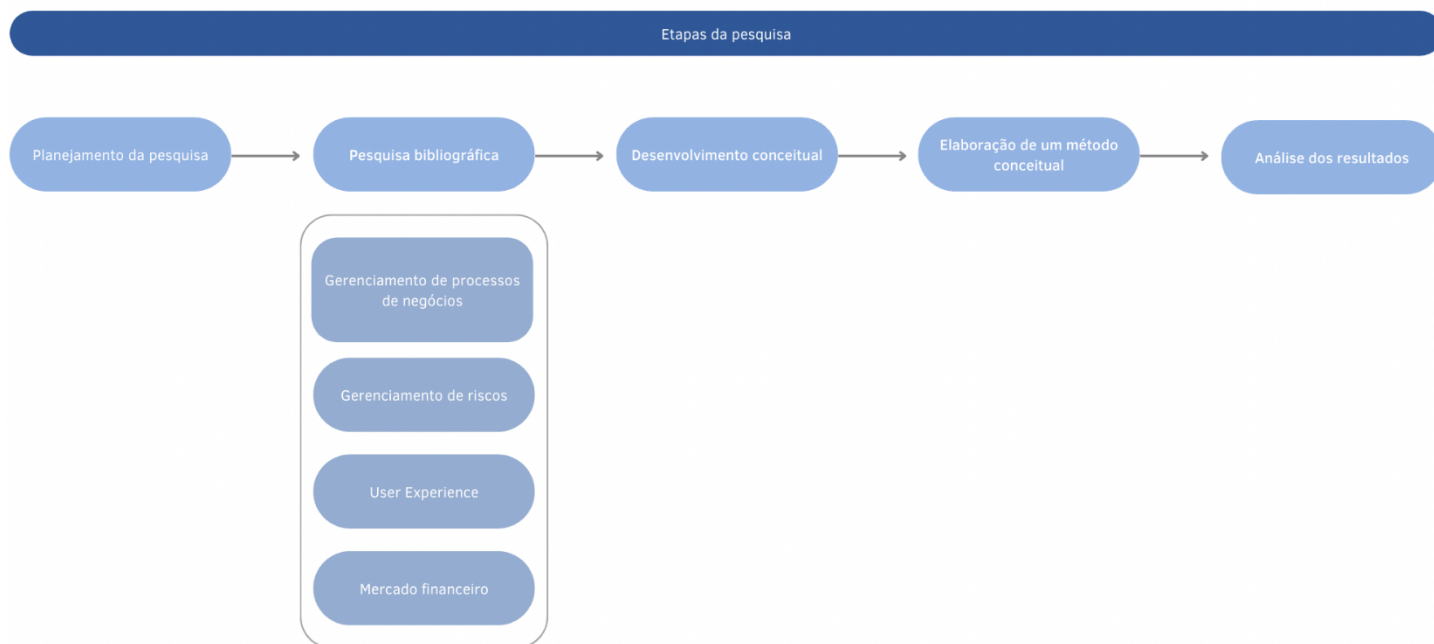 Etapas da pesquisa
Planejamento da pesquisa
Pesquisa bibliográfica
Desenvolvimento conceitual
Elaboração de um método
conceitual
Análise dos resultados
Gerenciamento de processos
de negócios
Gerenciamento de riscos
User Experience
Mercado financeiro